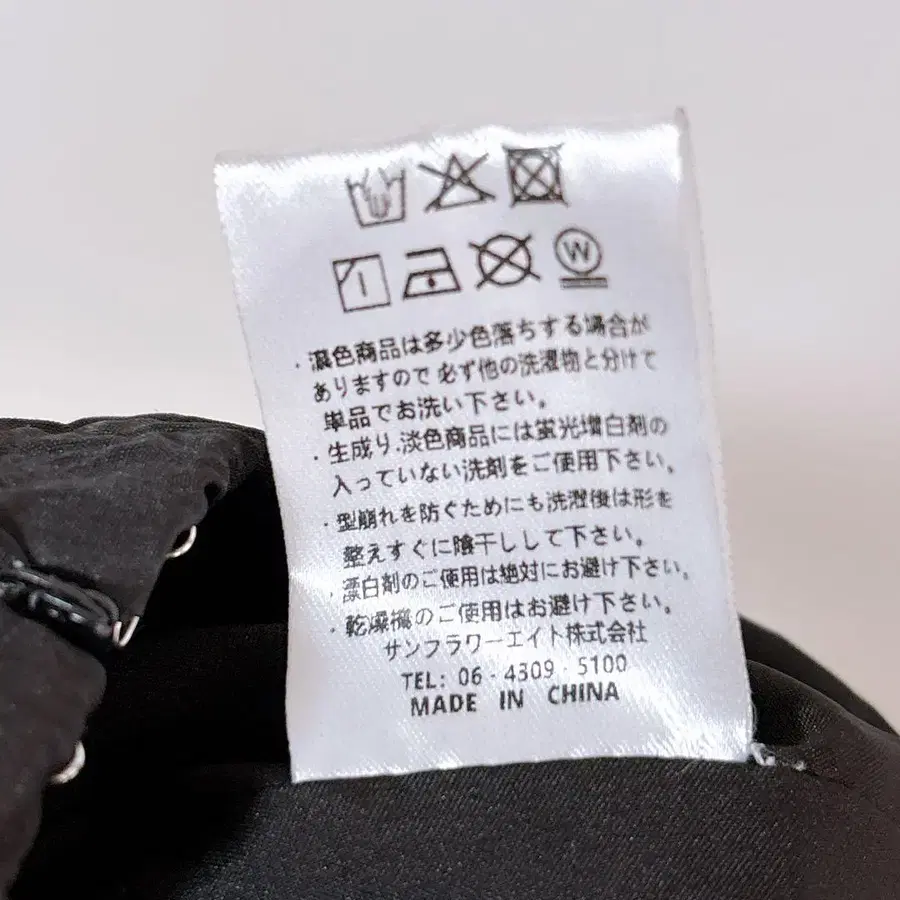 W
・濃色商品は多少色落ちする場合が
ありますので必ず他の洗濯物と分けて
単品でお洗い下さい。
・生成り.淡色商品には蛍光増白剤の
入っていない洗剤をご使用下さい。
・型崩れを防ぐためにも洗濯後は形を
整えすぐに陰干しして下さい。
・漂白剤のご使用は絶対にお避け下さい。
・乾燥機のご使用はお避け下さい。
サンフラワーエイト株式会社
TEL: 06・4309・5100
MADE IN CHINA